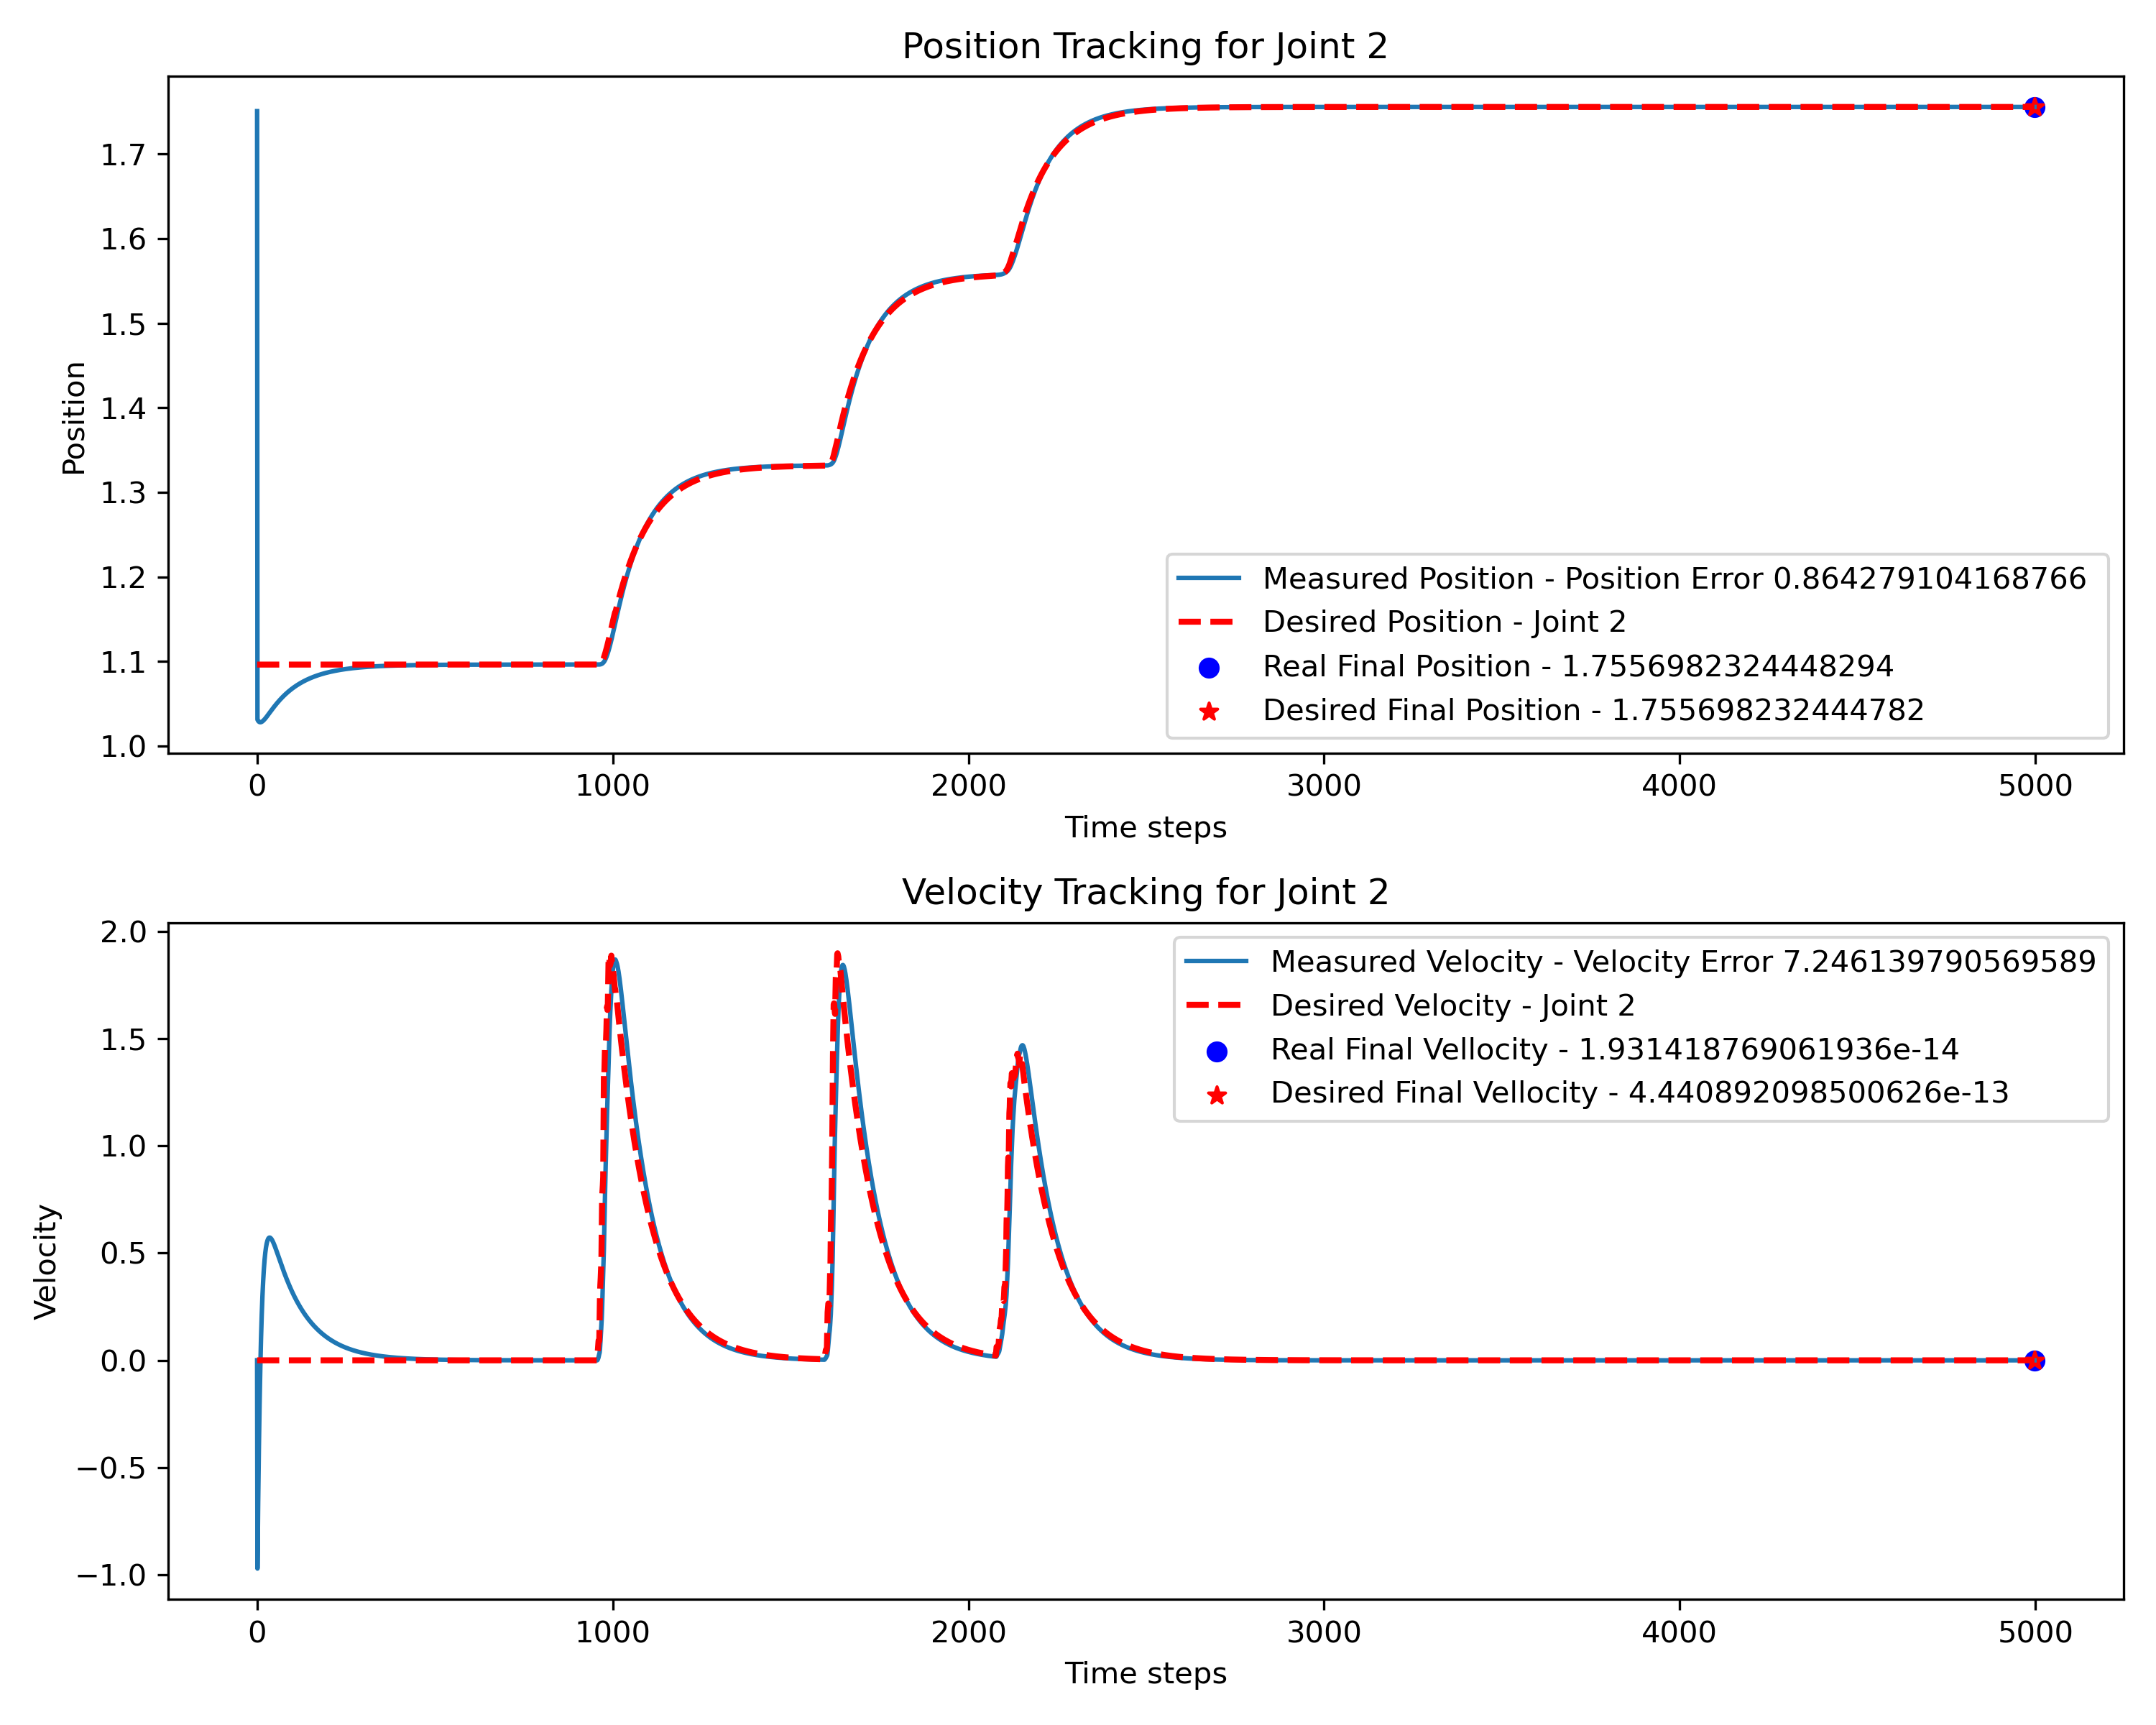 Position Tracking for Joint 2
1.7
1.6
1.5
1.4
1.3
1.2
1.1
1.0
Position
Measured Position - Position Error 0.864279104168766
Desired Position - Joint 2
Real Final Position - 1.7556982324448294
Desired Final Position - 1.755698232444782
0 1000 2000 3000 4000 5000
Time steps
Velocity Tracking for Joint 2
2.0
1.5
1.0
0.5
0.0
−0.5
−1.0
Velocity
Measured Velocity - Velocity Error 7.246139790569589
Desired Velocity - Joint 2
Real Final Vellocity - 1.931418769061936e-14
Desired Final Vellocity - 4.440892098500626e-13
0 1000 2000 3000 4000 5000
Time steps